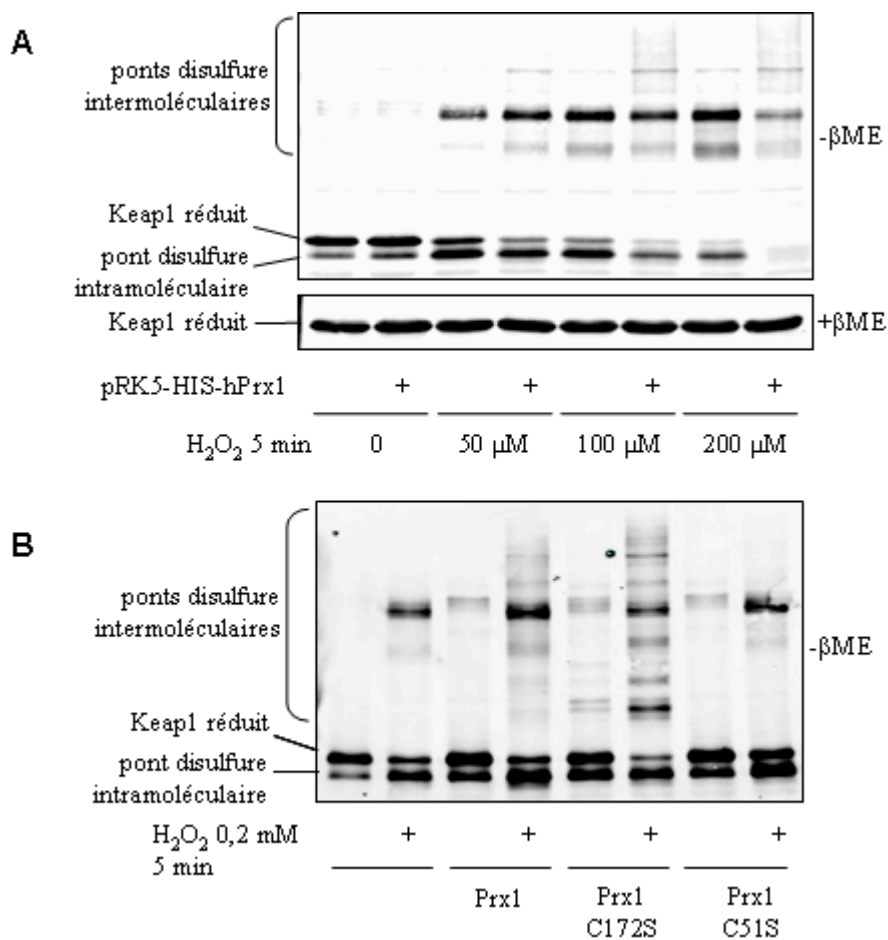 A
ponts disulfure
intermoléculaires
-βME
Keap1 réduit
pont disulfure
intramoléculaire
Keap1 réduit
+βME
pRK5-HIS-hPrx1 + + + +
H₂O₂ 5 min 0 50 μM 100 μM 200 μM
B
ponts disulfure
intermoléculaires
-βME
Keap1 réduit
pont disulfure
intramoléculaire
H₂O₂ 0,2 mM + + + +
5 min
Prx1 Prx1 Prx1
C172S C51S